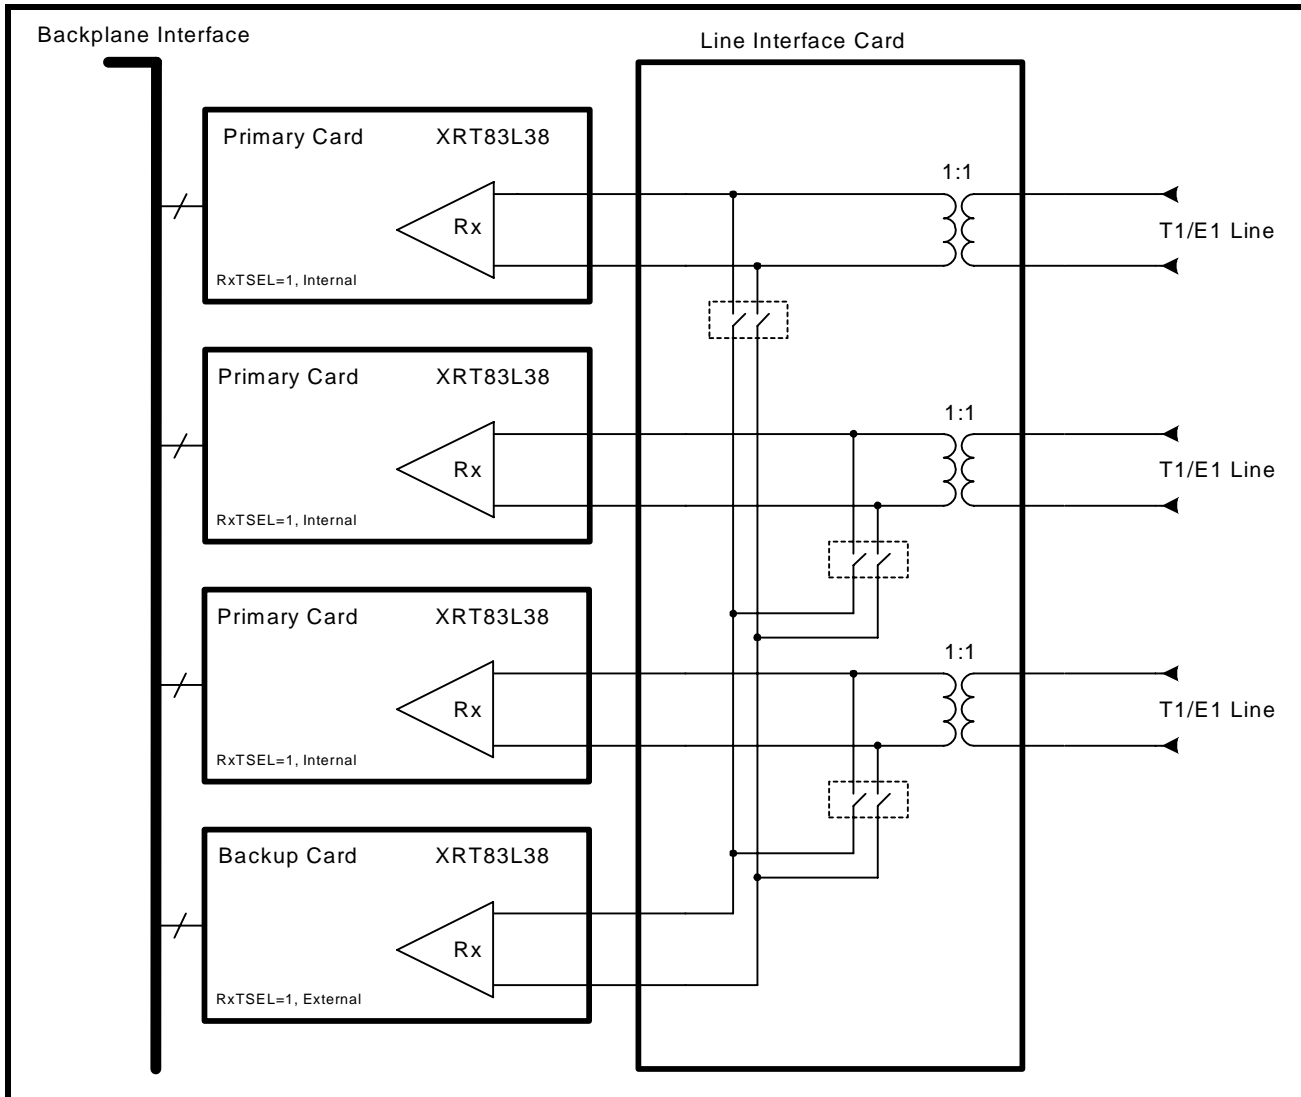 Backplane Interface
Line Interface Card
Primary Card XRT83L38
1:1
Rx
T1/E1 Line
RxTSEL=1, Internal
Primary Card XRT83L38
1:1
Rx
T1/E1 Line
RxTSEL=1, Internal
Primary Card XRT83L38
1:1
Rx
T1/E1 Line
RxTSEL=1, Internal
Backup Card XRT83L38
Rx
RxTSEL=1, External